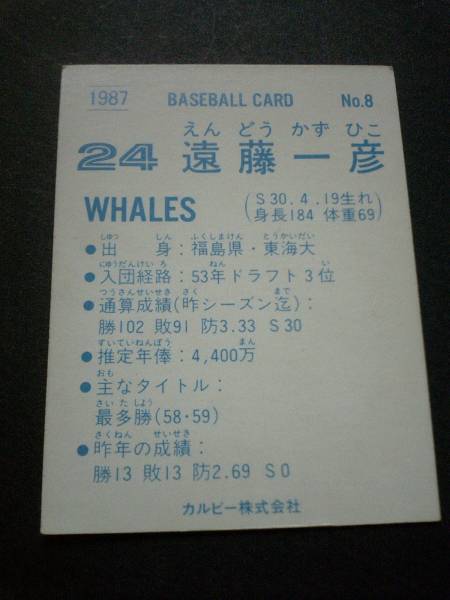 1987 BASEBALL CARD No.8
えん どう かず ひこ
24 遠藤一彦
WHALES (S30.4.19生れ
身長184 体重69)
しゅつ しん ふくしまけん とうかいだい
●出 身:福島県・東海大
にゅうだんけいろ ねん い
●入団経路:53年ドラフト3位
つうさんせいせき さく まで
●通算成績(昨シーズン迄):
勝102 敗91 防3.33 S30
すいていねんぽう まん
●推定年俸:4,400万
おも
●主なタイトル:
さい た しょう
最多勝(58・59)
さくねん せいせき
●昨年の成績:
勝13 敗13 防2.69 S0
カルビー株式会社